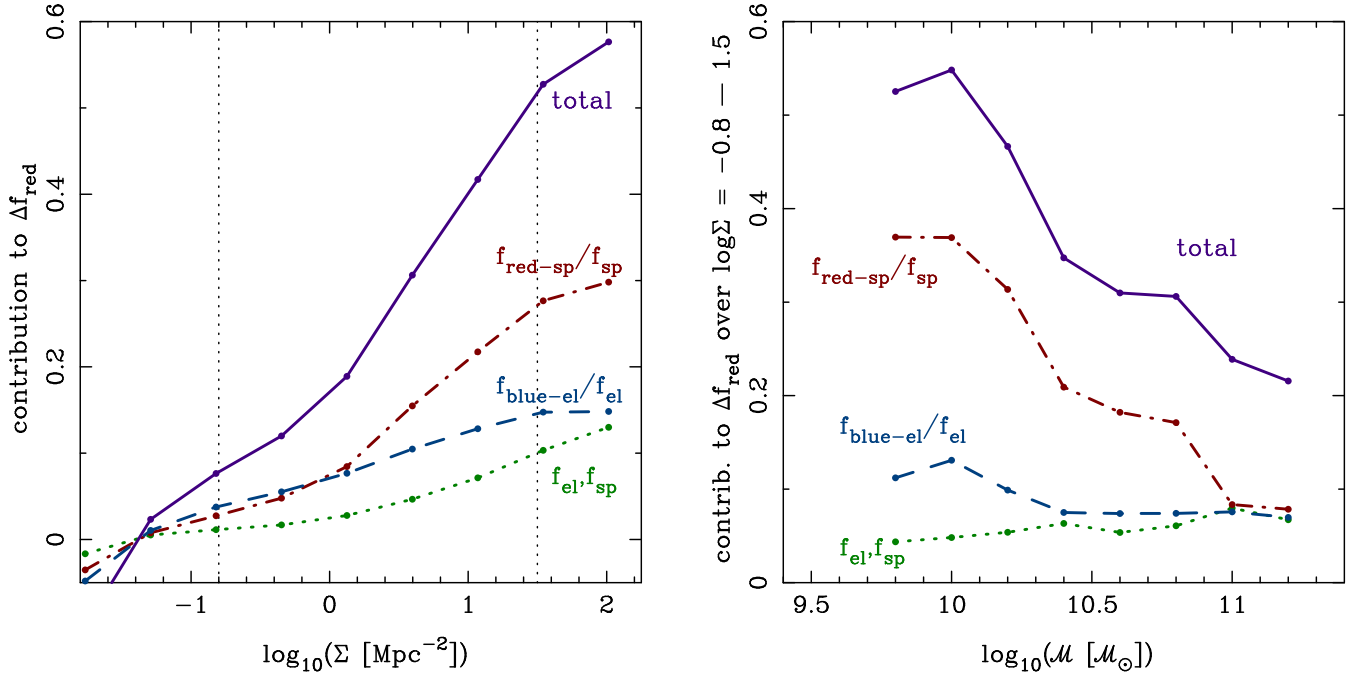 contribution to Δf_red
0.6
0.4
0.2
0
−1
0
1
2
log₁₀(Σ [Mpc⁻²])
total
f_red−sp/f_sp
f_blue−el/f_el
f_el,f_sp
contrib. to Δf_red over logΣ = −0.8 — 1.5
0.6
0.4
0.2
0
9.5
10
10.5
11
log₁₀(ℳ [ℳ_⊙])
total
f_red−sp/f_sp
f_blue−el/f_el
f_el,f_sp